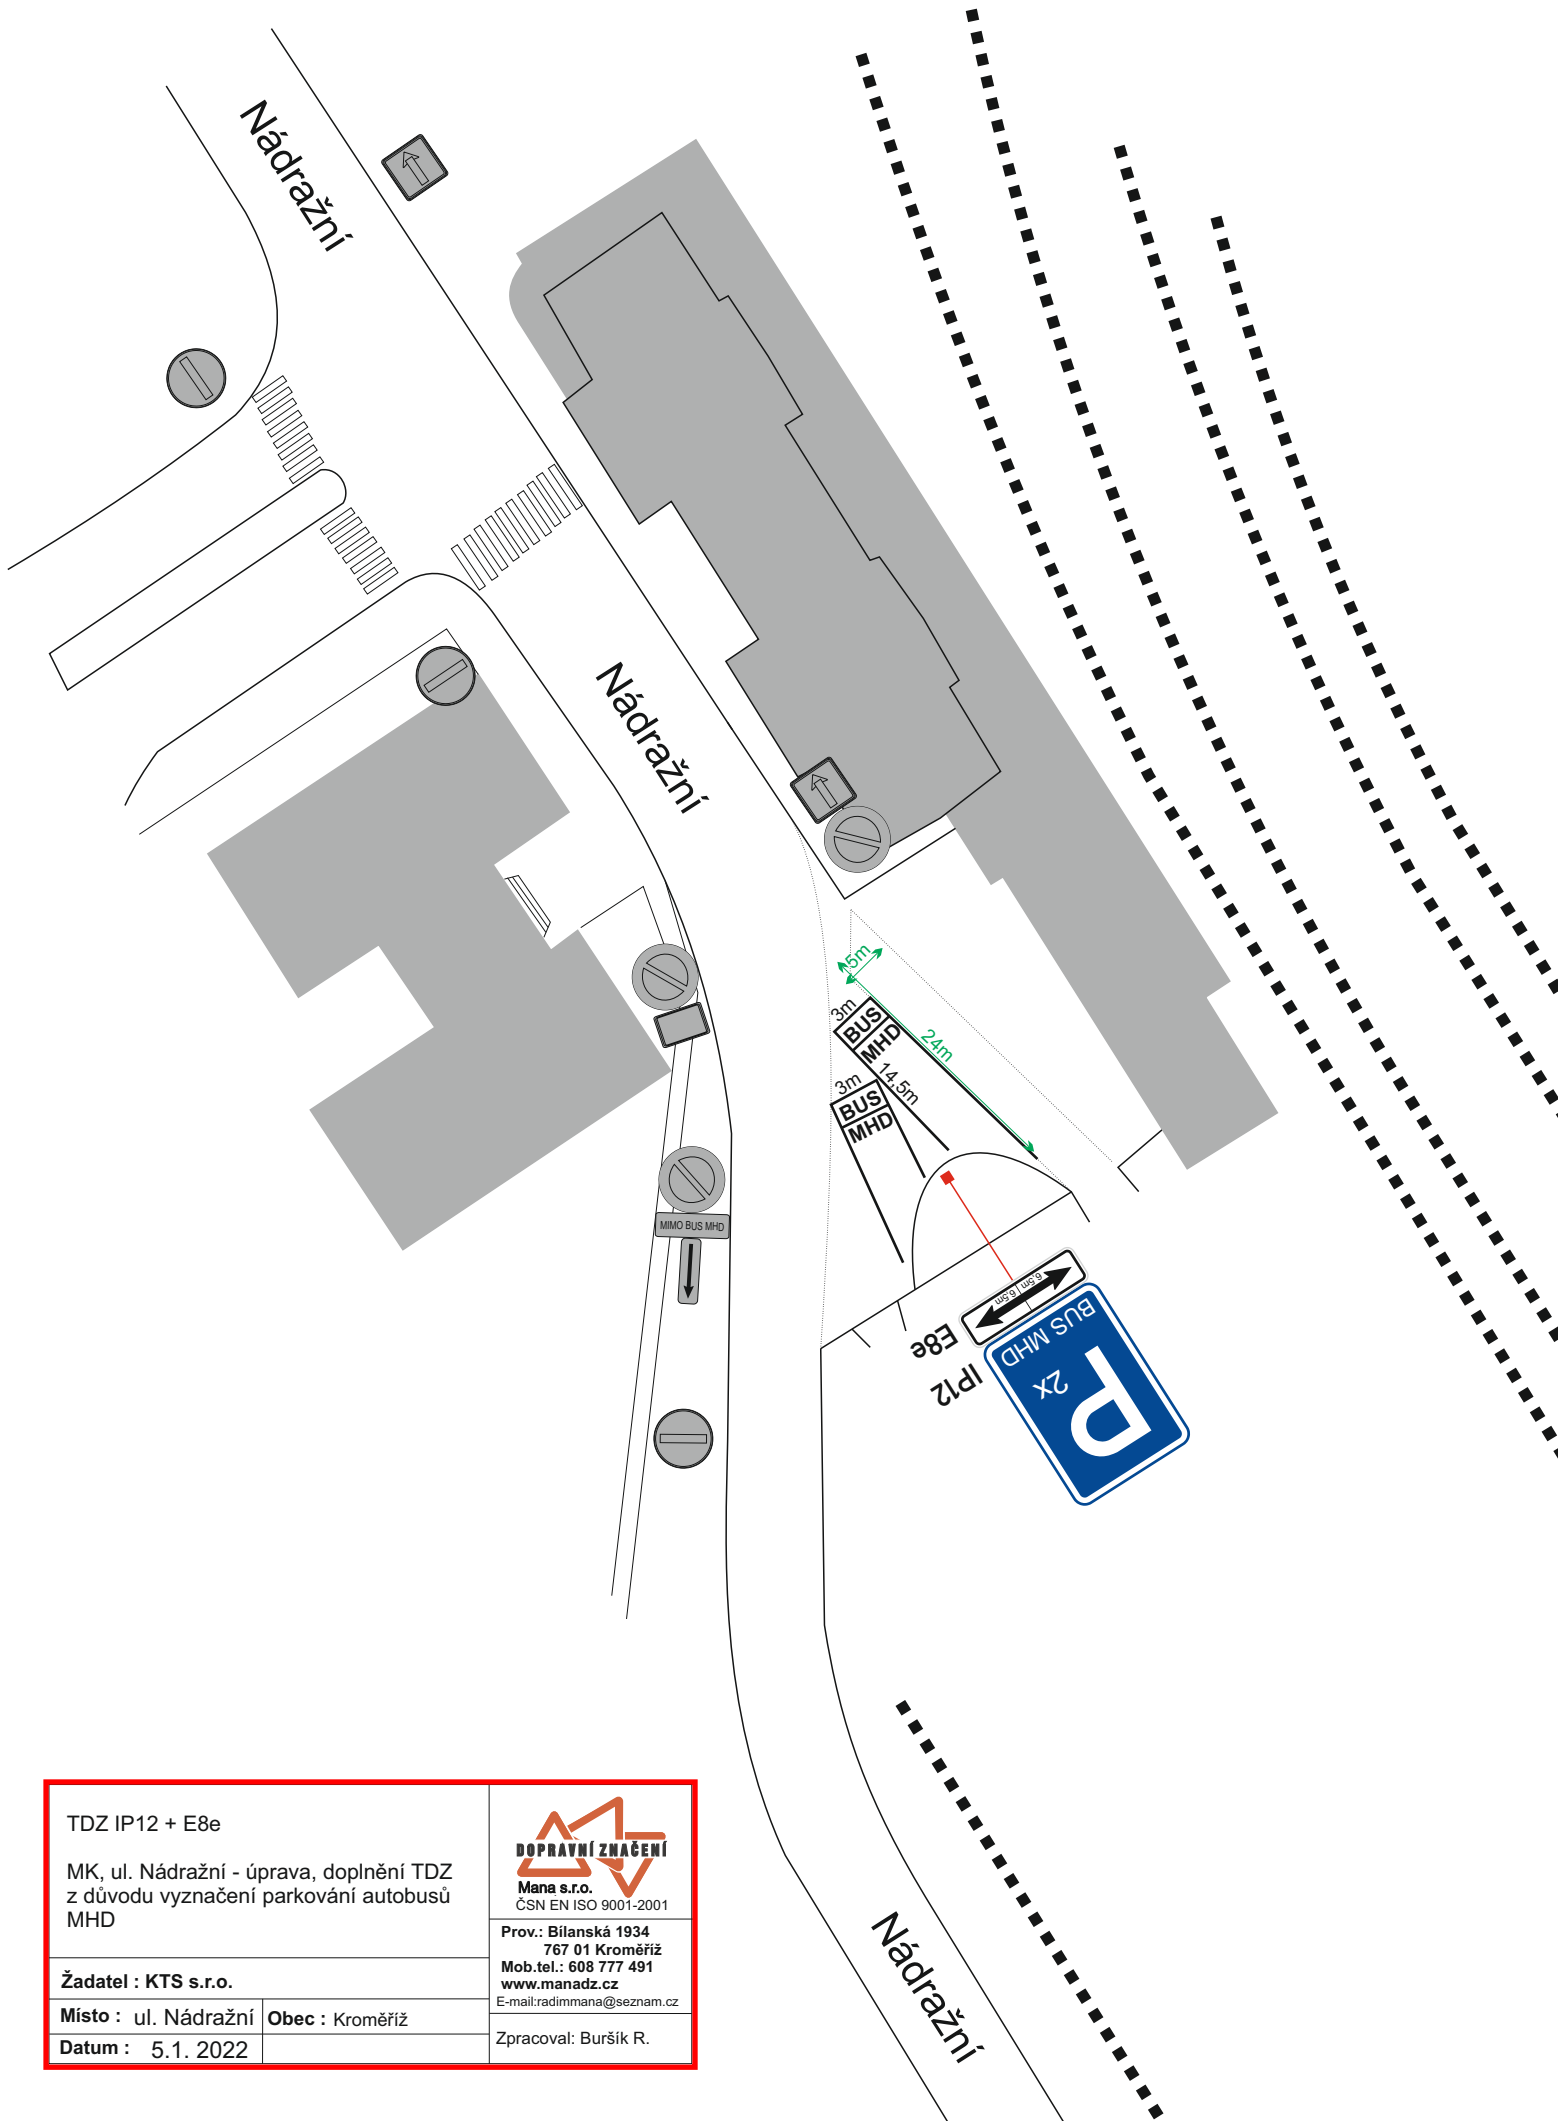 Nádražní
Nádražní
5m
3m
BUS
MHD
24m
14,5m
3m
BUS
MHD
MIMO BUS MHD
6,5m
6,5m
E8e
IP12
BUS MHD
2x
P
Nádražní
TDZ IP12 + E8e
MK, ul. Nádražní - úprava, doplnění TDZ
z důvodu vyznačení parkování autobusů
MHD
Žadatel : KTS s.r.o.
Místo : ul. Nádražní
Obec : Kroměříž
Datum : 5.1. 2022
DOPRAVNÍ ZNAČENÍ
Mana s.r.o.
ČSN EN ISO 9001-2001
Prov.: Bílanská 1934
767 01 Kroměříž
Mob.tel.: 608 777 491
www.manadz.cz
E-mail:radimmana@seznam.cz
Zpracoval: Buršík R.